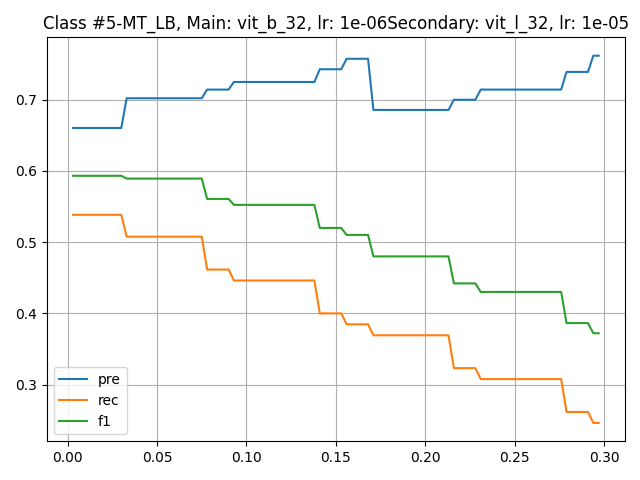 Class #5-MT_LB, Main: vit_b_32, lr: 1e-06Secondary: vit_l_32, lr: 1e-05
0.7
0.6
0.5
0.4
0.3
pre
rec
f1
0.00 0.05 0.10 0.15 0.20 0.25 0.30